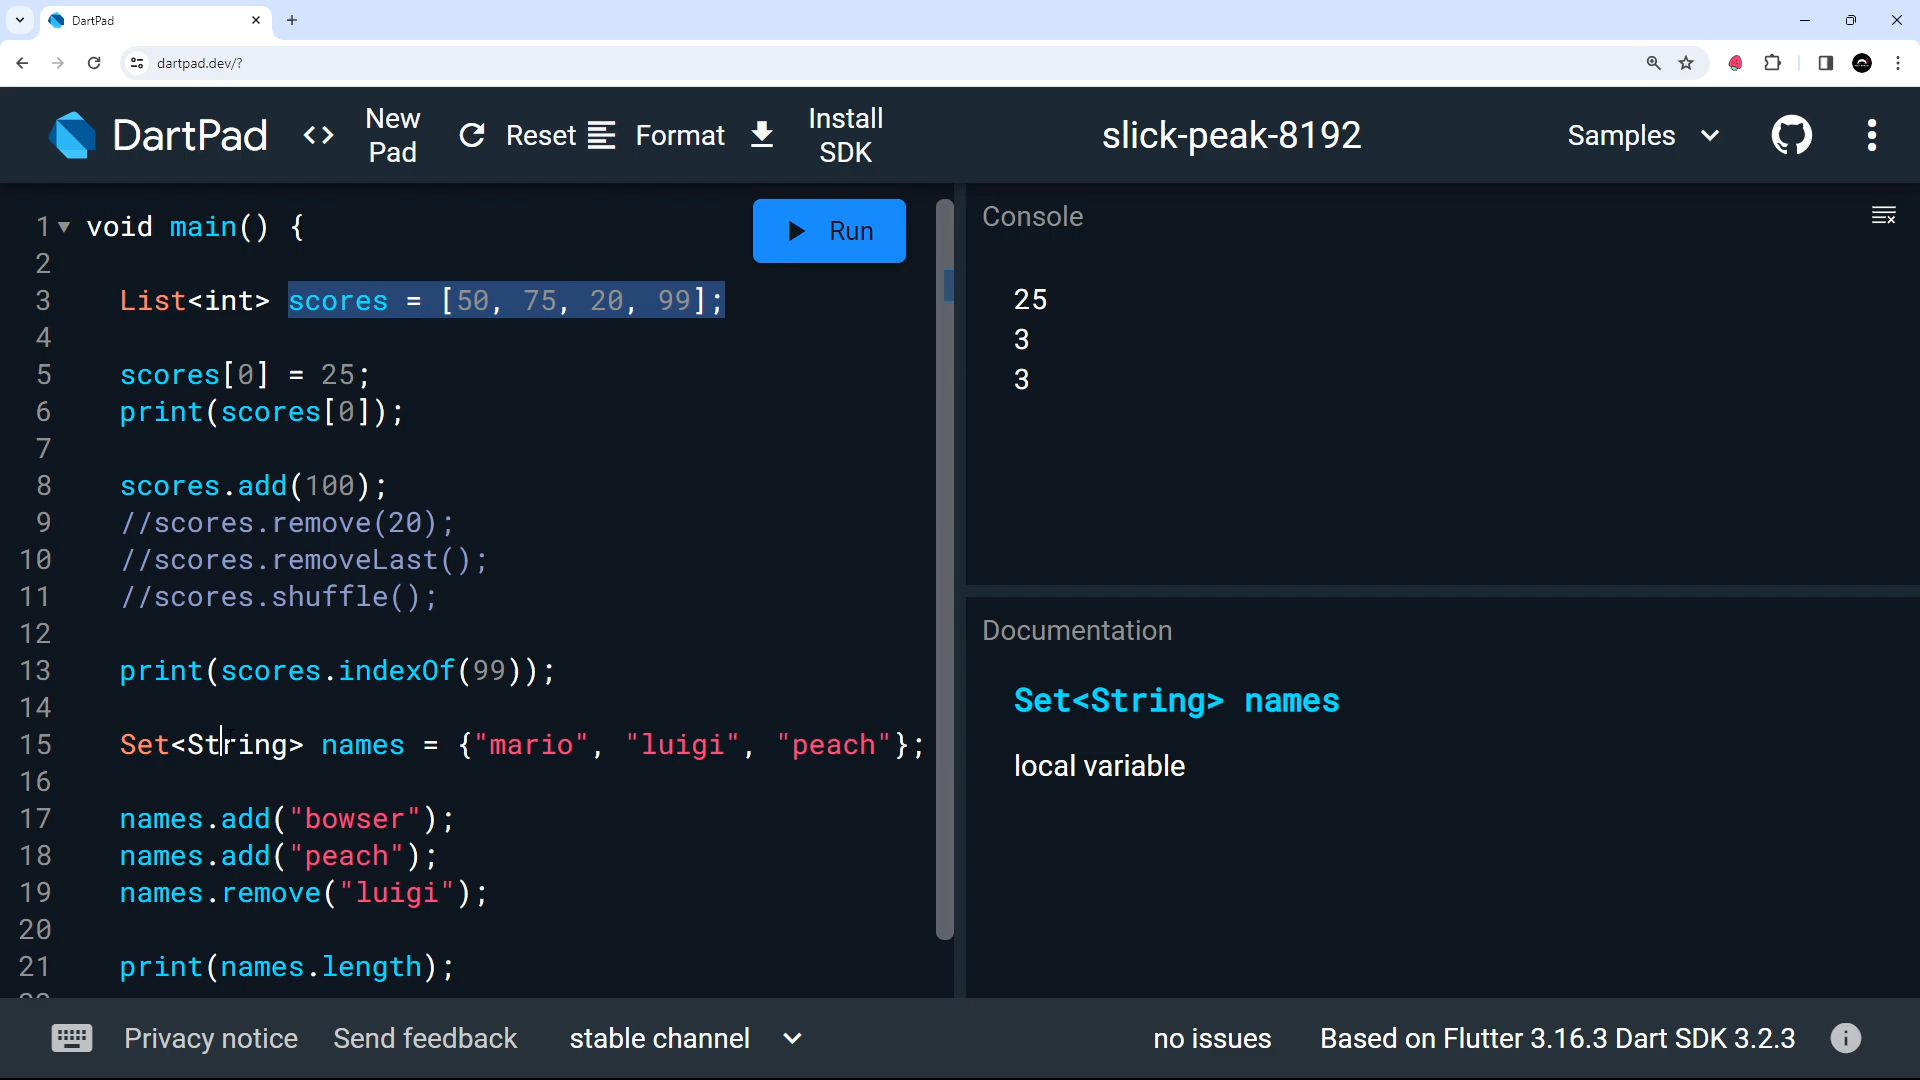 DartPad
dartpad.dev/?
DartPad
<> New Pad
Reset
Format
Install SDK
slick-peak-8192
Samples
Run
1 void main() {
2
3 List<int> scores = [50, 75, 20, 99];
4
5 scores[0] = 25;
6 print(scores[0]);
7
8 scores.add(100);
9 //scores.remove(20);
10 //scores.removeLast();
11 //scores.shuffle();
12
13 print(scores.indexOf(99));
14
15 Set<String> names = {"mario", "luigi", "peach"};
16
17 names.add("bowser");
18 names.add("peach");
19 names.remove("luigi");
20
21 print(names.length);
Console
25
3
3
Documentation
Set<String> names
local variable
Privacy notice
Send feedback
stable channel
no issues
Based on Flutter 3.16.3 Dart SDK 3.2.3